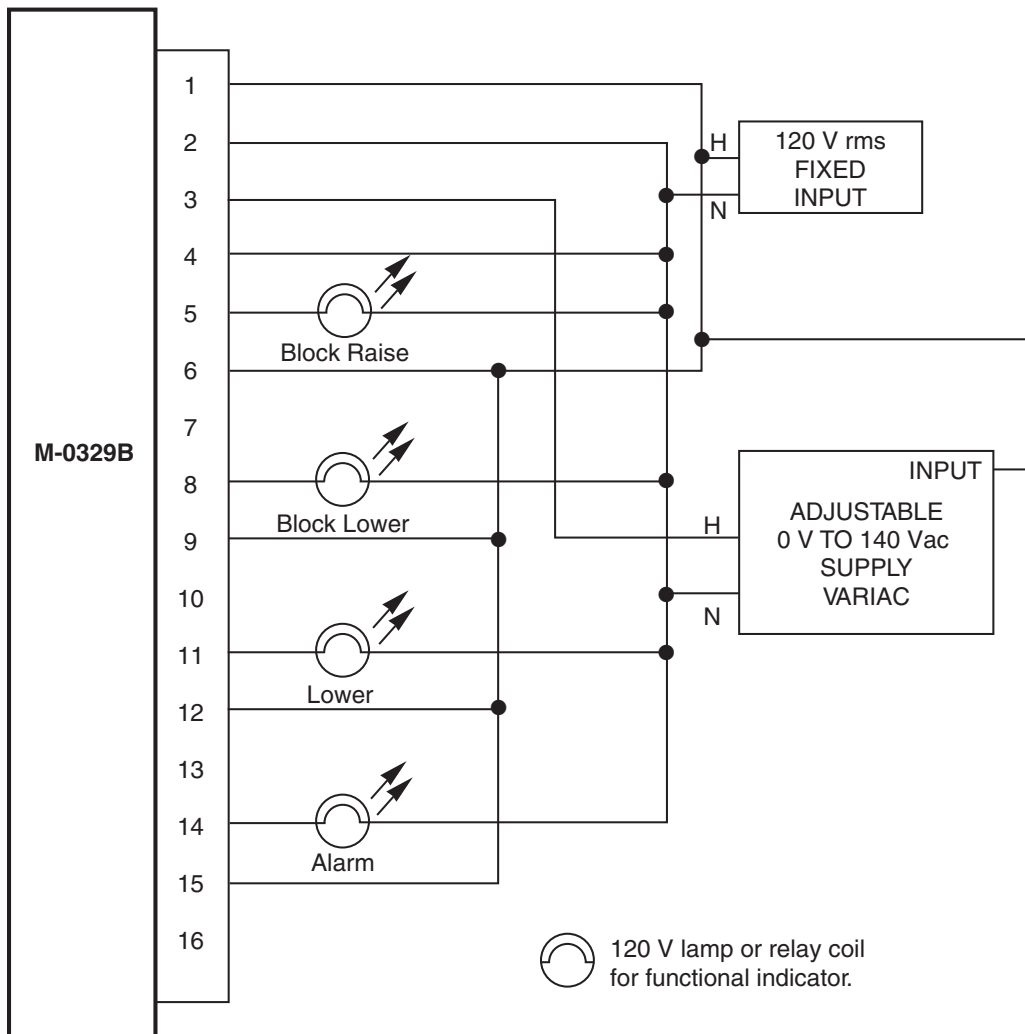 1
2
3
4
5
6
7
8
9
10
11
12
13
14
15
16
M-0329B
Block Raise
Block Lower
Lower
Alarm
H
N
120 V rms
FIXED
INPUT
H
N
INPUT
ADJUSTABLE
0 V TO 140 Vac
SUPPLY
VARIAC
120 V lamp or relay coil
for functional indicator.